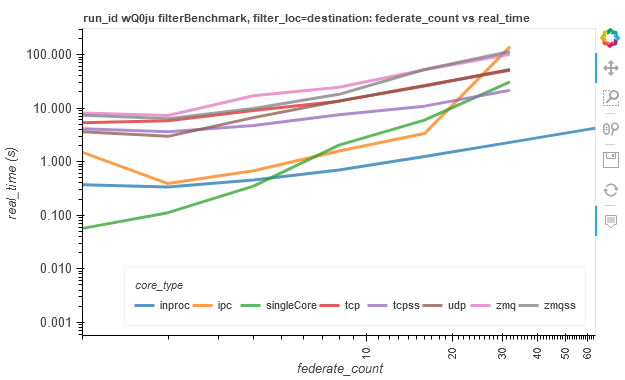 run_id wQ0ju filterBenchmark, filter_loc=destination: federate_count vs real_time
100.000
10.000
1.000
0.100
0.010
0.001
real_time (s)
core_type
inproc ipc singleCore tcp tcpss udp zmq zmqss
10 20 30 40 50 60
federate_count